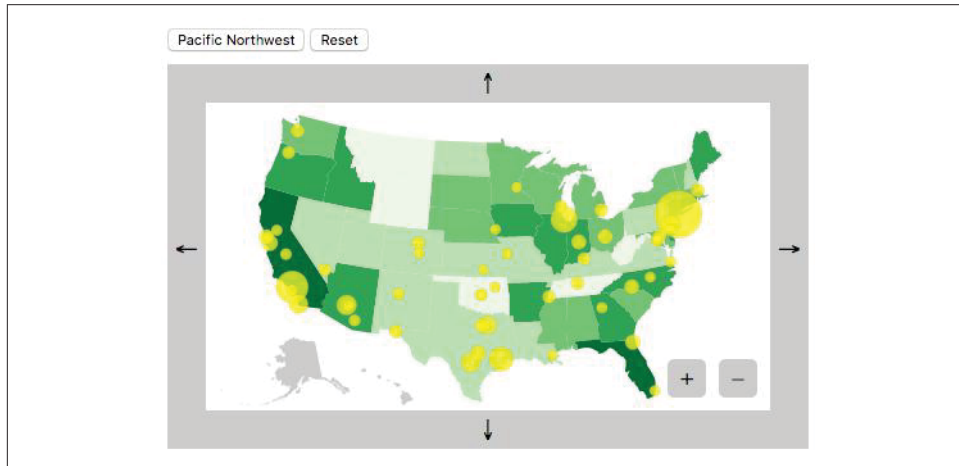 Pacific Northwest Reset
↑
← →
+ −
↓